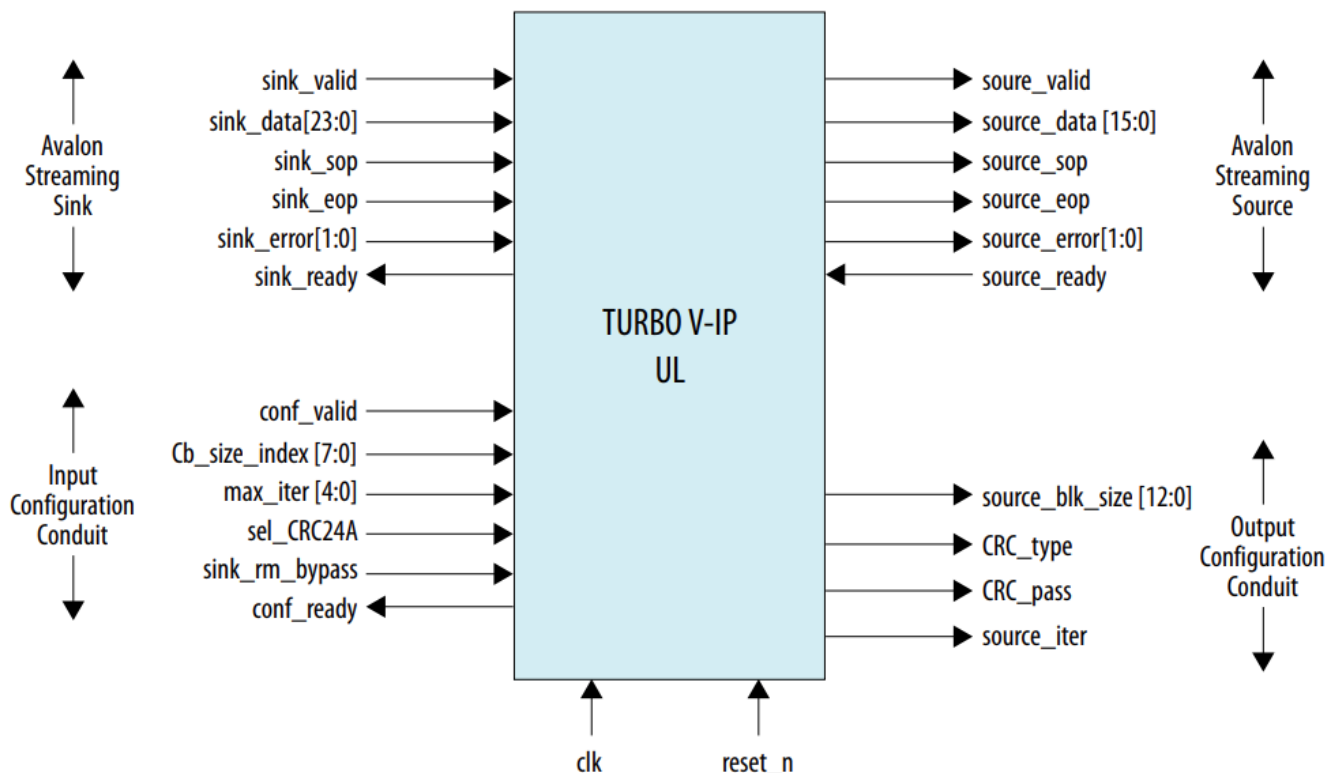 Avalon
Streaming
Sink
sink_valid
sink_data[23:0]
sink_sop
sink_eop
sink_error[1:0]
sink_ready
Input
Configuration
Conduit
conf_valid
Cb_size_index [7:0]
max_iter [4:0]
sel_CRC24A
sink_rm_bypass
conf_ready
TURBO V-IP
UL
soure_valid
source_data [15:0]
source_sop
source_eop
source_error[1:0]
source_ready
Avalon
Streaming
Source
source_blk_size [12:0]
CRC_type
CRC_pass
source_iter
Output
Configuration
Conduit
clk
reset_n